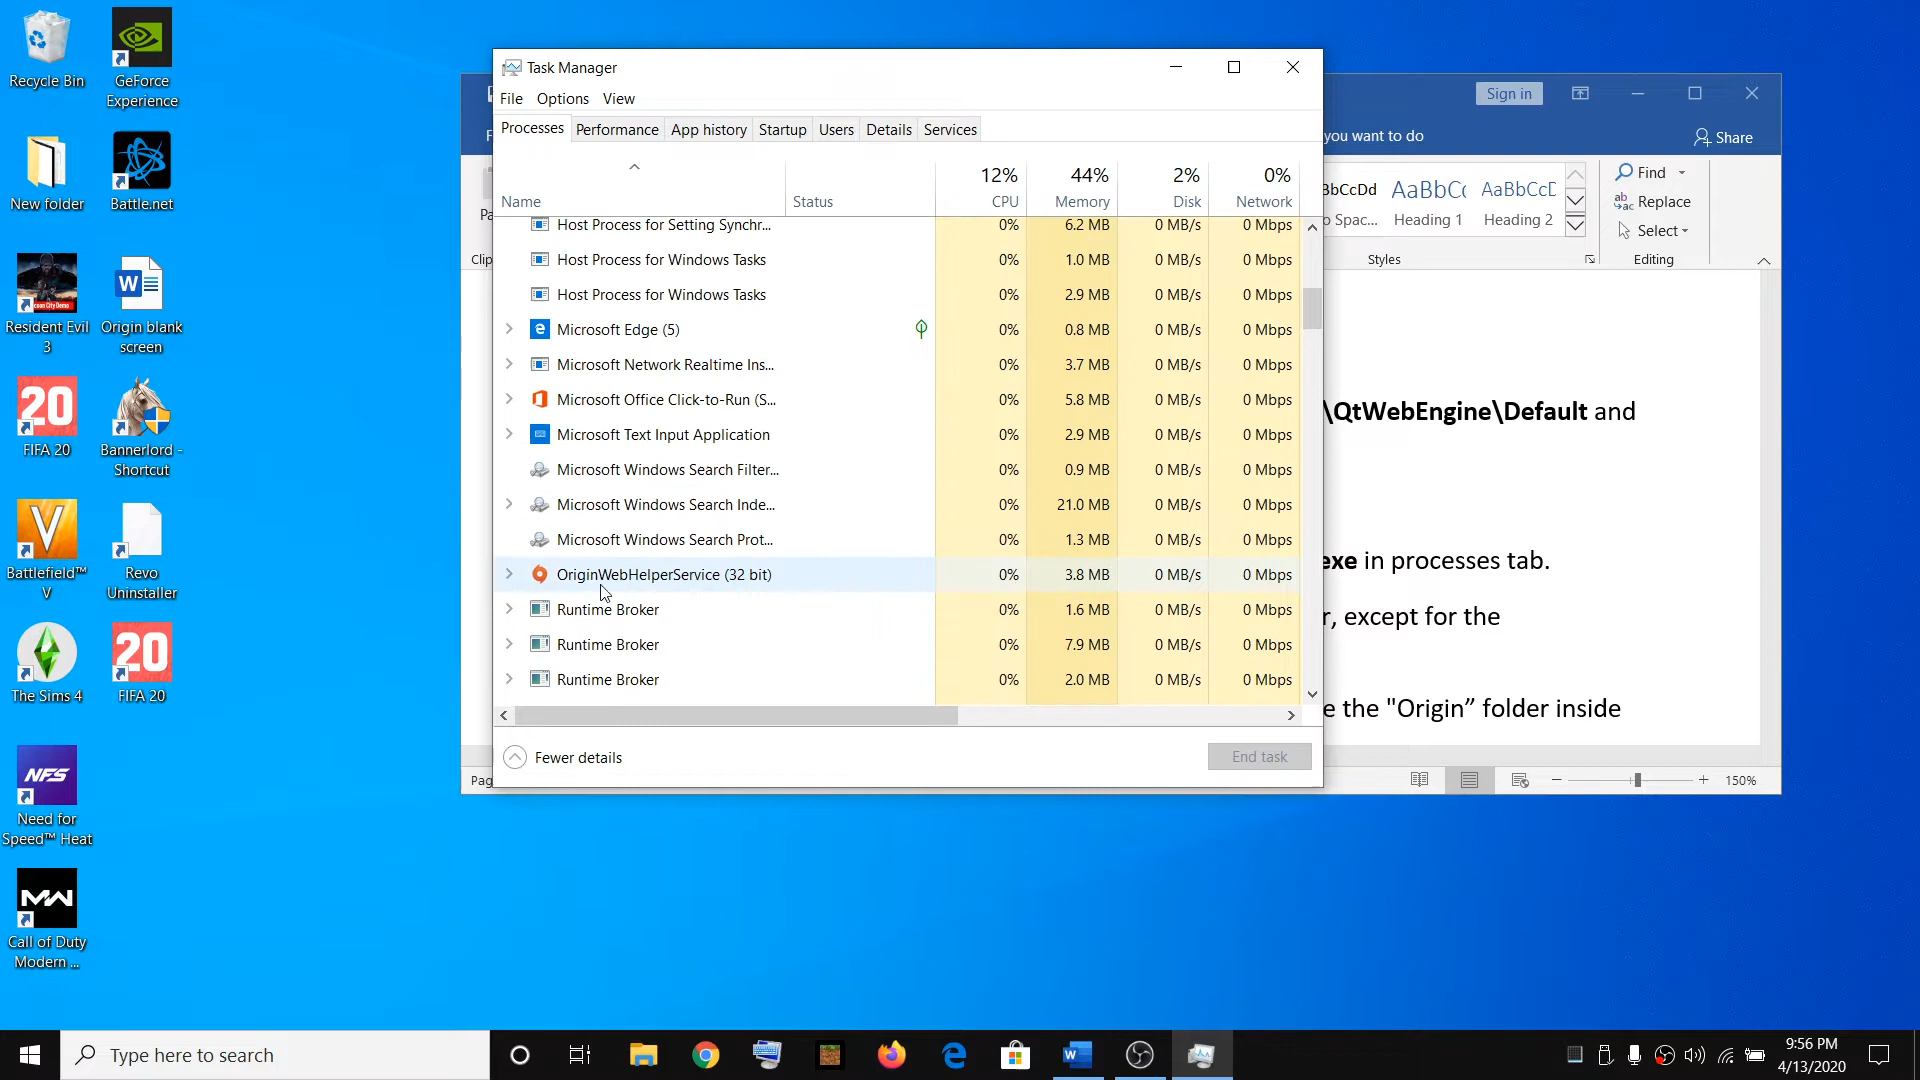 Recycle Bin
GeForce
Experience
New folder
Battle.net
Resident Evil
3
Origin blank
screen
FIFA 20
Bannerlord -
Shortcut
Battlefield™
V
Revo
Uninstaller
The Sims 4
FIFA 20
Need for
Speed™ Heat
Call of Duty
Modern ...
Task Manager
File Options View
Processes Performance App history Startup Users Details Services
12% 44% 2% 0%
Name Status CPU Memory Disk Network
Host Process for Setting Synchr... 0% 6.2 MB 0 MB/s 0 Mbps
Host Process for Windows Tasks 0% 1.0 MB 0 MB/s 0 Mbps
Host Process for Windows Tasks 0% 2.9 MB 0 MB/s 0 Mbps
Microsoft Edge (5) 0% 0.8 MB 0 MB/s 0 Mbps
Microsoft Network Realtime Ins... 0% 3.7 MB 0 MB/s 0 Mbps
Microsoft Office Click-to-Run (S... 0% 5.8 MB 0 MB/s 0 Mbps
Microsoft Text Input Application 0% 2.9 MB 0 MB/s 0 Mbps
Microsoft Windows Search Filter... 0% 0.9 MB 0 MB/s 0 Mbps
Microsoft Windows Search Inde... 0% 21.0 MB 0 MB/s 0 Mbps
Microsoft Windows Search Prot... 0% 1.3 MB 0 MB/s 0 Mbps
OriginWebHelperService (32 bit) 0% 3.8 MB 0 MB/s 0 Mbps
Runtime Broker 0% 1.6 MB 0 MB/s 0 Mbps
Runtime Broker 0% 7.9 MB 0 MB/s 0 Mbps
Runtime Broker 0% 2.0 MB 0 MB/s 0 Mbps
Fewer details End task
Sign in
you want to do Share
Pa
Clip
BbCcDd AaBbCc AaBbCcD
o Spac... Heading 1 Heading 2
Styles
Find
Replace
Select
Editing
\QtWebEngine\Default and
exe in processes tab.
r, except for the
e the "Origin” folder inside
Pag 150%
Type here to search
9:56 PM
4/13/2020